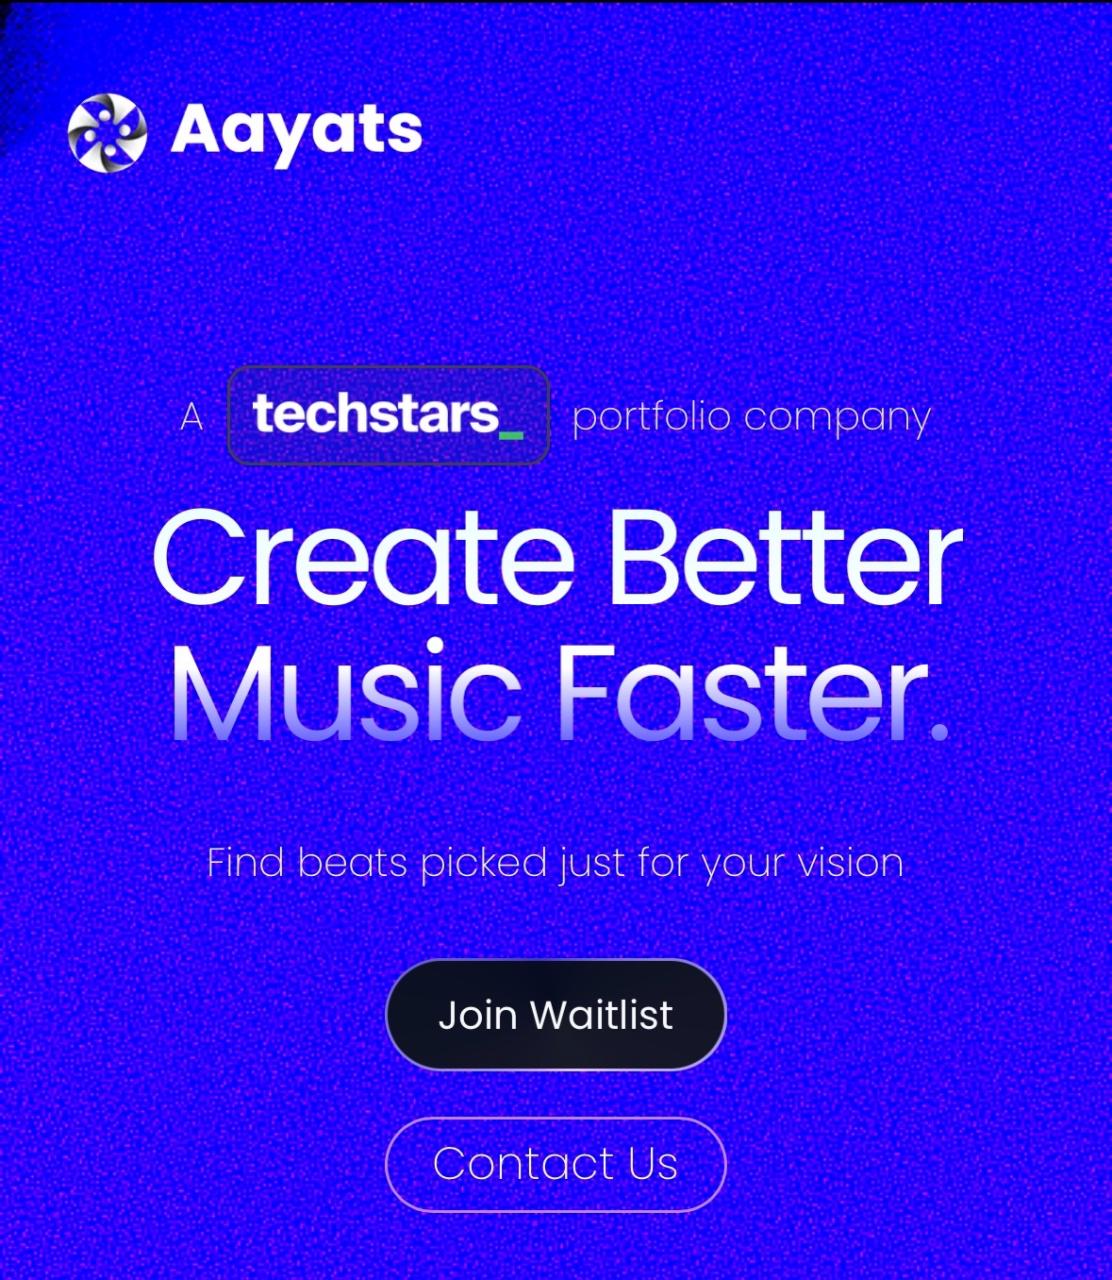 Aayats
A techstars_ portfolio company
Create Better
Music Faster.
Find beats picked just for your vision
Join Waitlist
Contact Us